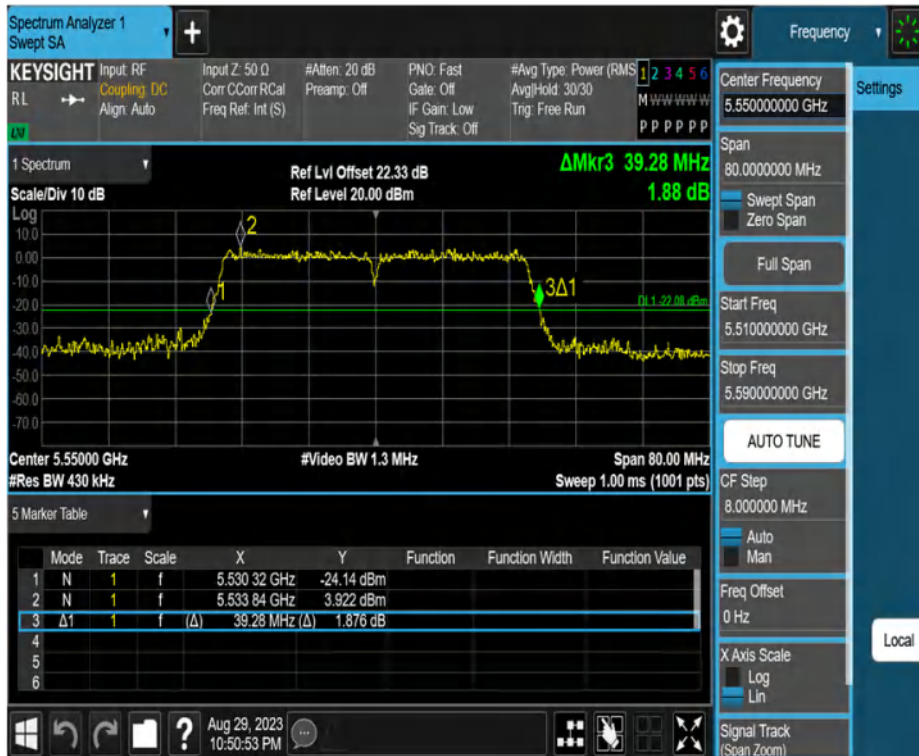 Spectrum Analyzer 1
Swept SA
+
Frequency
KEYSIGHT Input: RF Input Z: 50 Ω #Atten: 20 dB PNO: Fast #Avg Type: Power (RMS 1 2 3 4 5 6
RL Coupling: DC Corr CCorr RCal Preamp: Off Gate: Off Avg|Hold: 30/30 M W W W W W
Align: Auto Freq Ref: Int (S) IF Gain: Low Trig: Free Run
Sig Track: Off P P P P P P
LXI
1 Spectrum
Ref Lvl Offset 22.33 dB ΔMkr3 39.28 MHz
Scale/Div 10 dB Ref Level 20.00 dBm 1.88 dB
Log
10.0
0.00
-10.0
-20.0
-30.0
-40.0
-50.0
-60.0
-70.0
2
1
3Δ1
DL1 -22.08 dBm
Center 5.55000 GHz #Video BW 1.3 MHz Span 80.00 MHz
#Res BW 430 kHz Sweep 1.00 ms (1001 pts)
5 Marker Table
Mode Trace Scale X Y Function Function Width Function Value
1 N 1 f 5.530 32 GHz -24.14 dBm
2 N 1 f 5.533 84 GHz 3.922 dBm
3 Δ1 1 f (Δ) 39.28 MHz (Δ) 1.876 dB
4
5
6
?
Aug 29, 2023
10:50:53 PM
Center Frequency
5.550000000 GHz
Span
80.0000000 MHz
Swept Span
Zero Span
Full Span
Start Freq
5.510000000 GHz
Stop Freq
5.590000000 GHz
AUTO TUNE
CF Step
8.000000 MHz
Auto
Man
Freq Offset
0 Hz
X Axis Scale
Log
Lin
Signal Track
(Span Zoom)
Settings
Local